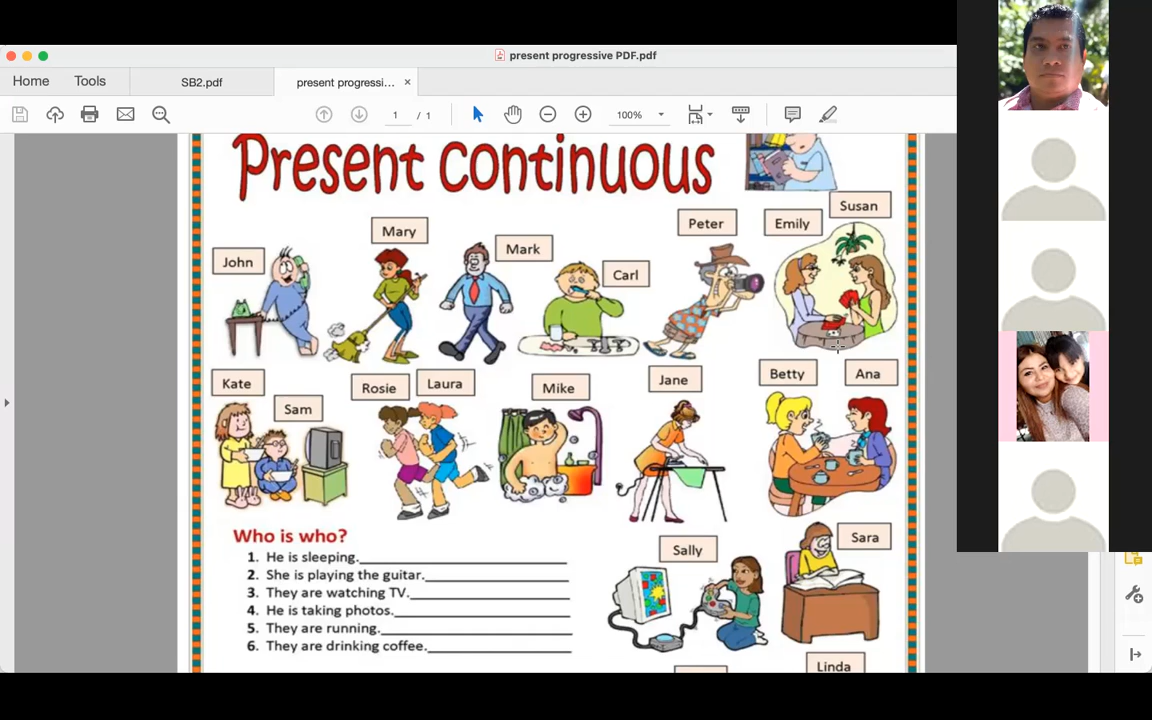 present progressive PDF.pdf
Home Tools SB2.pdf present progressi... ×
1 / 1 100%
Present continuous
Susan
Peter Emily
Mary
Mark
John
Carl
Betty Ana
Jane
Kate Rosie Laura Mike
Sam
Who is who?
1. He is sleeping.
2. She is playing the guitar.
3. They are watching TV.
4. He is taking photos.
5. They are running.
6. They are drinking coffee.
Sara
Sally
Linda